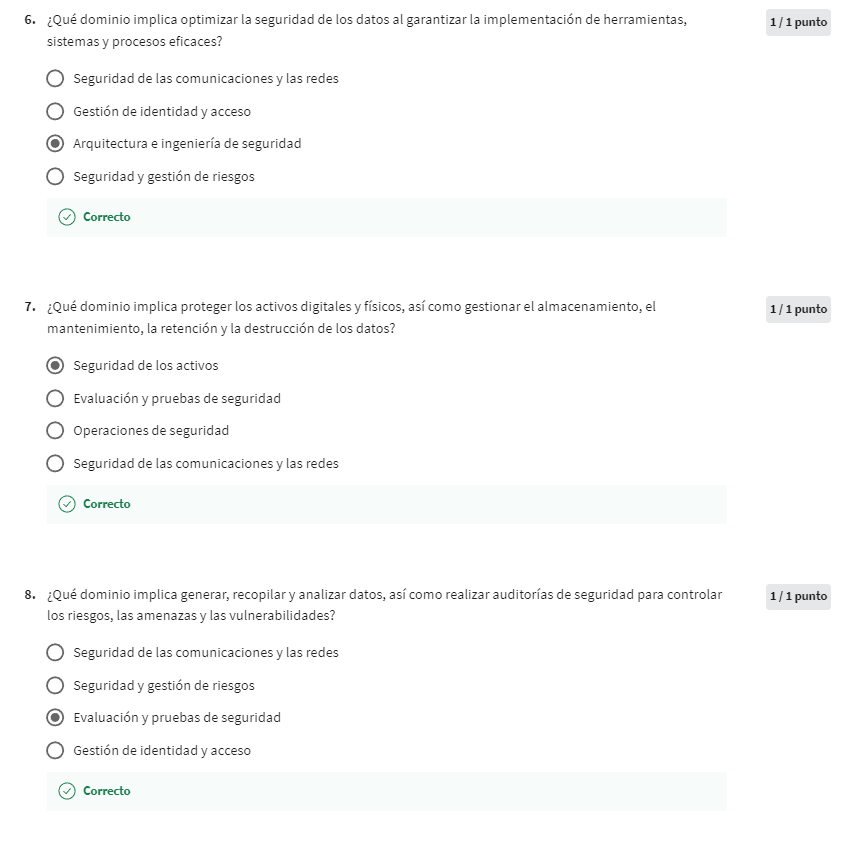 6. ¿Qué dominio implica optimizar la seguridad de los datos al garantizar la implementación de herramientas,
sistemas y procesos eficaces?
1 / 1 punto
Seguridad de las comunicaciones y las redes
Gestión de identidad y acceso
Arquitectura e ingeniería de seguridad
Seguridad y gestión de riesgos
Correcto
7. ¿Qué dominio implica proteger los activos digitales y físicos, así como gestionar el almacenamiento, el
mantenimiento, la retención y la destrucción de los datos?
1 / 1 punto
Seguridad de los activos
Evaluación y pruebas de seguridad
Operaciones de seguridad
Seguridad de las comunicaciones y las redes
Correcto
8. ¿Qué dominio implica generar, recopilar y analizar datos, así como realizar auditorías de seguridad para controlar
los riesgos, las amenazas y las vulnerabilidades?
1 / 1 punto
Seguridad de las comunicaciones y las redes
Seguridad y gestión de riesgos
Evaluación y pruebas de seguridad
Gestión de identidad y acceso
Correcto